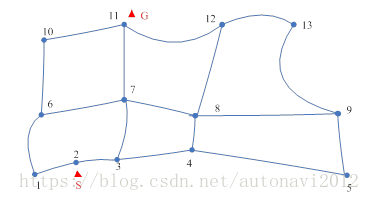 11 G 12 13
10
6 7 8 9
2 3 4
1 S 5
https://blog.csdn.net/autonavi2012